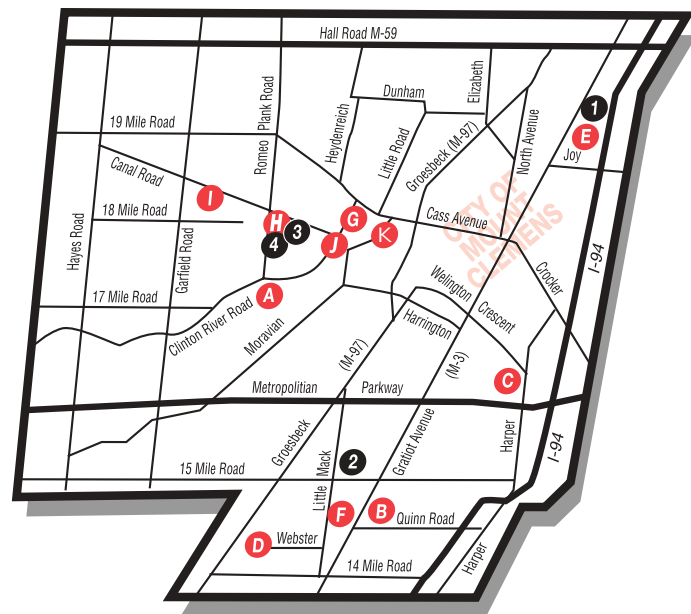 Hall Road M-59
Dunham
Elizabeth
1
E
Joy
19 Mile Road
Romeo Plank Road
Heydenreich
Little Road
Groesbeck (M-97)
North Avenue
Canal Road
I
18 Mile Road
H
3
4
G
J
K
Cass Avenue
CITY OF
MOUNT
CLEMENS
Hayes Road
Garfield Road
I-94
Crocker
17 Mile Road
A
Clinton River Road
Moravian
Welington Crescent
Harrington
(M-97)
(M-3)
C
Metropolitian Parkway
Groesbeck
Gratiot Avenue
Harper
I-94
15 Mile Road
Little Mack
2
F
B
Quinn Road
D
Webster
14 Mile Road
Harper